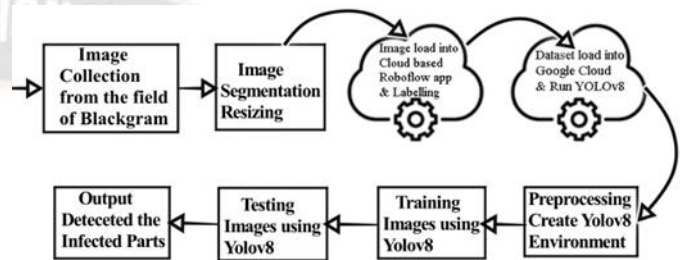 Image
Collection
from the field
of Blackgram
Image
Segmentation
Resizing
Image load into
Cloud based
Roboflow app
& Labelling
Dataset load into
Google Cloud
& Run YOLOv8
Preprocessing
Create Yolov8
Environment
Training
Images using
Yolov8
Testing
Images using
Yolov8
Output
Deteceted the
Infected Parts